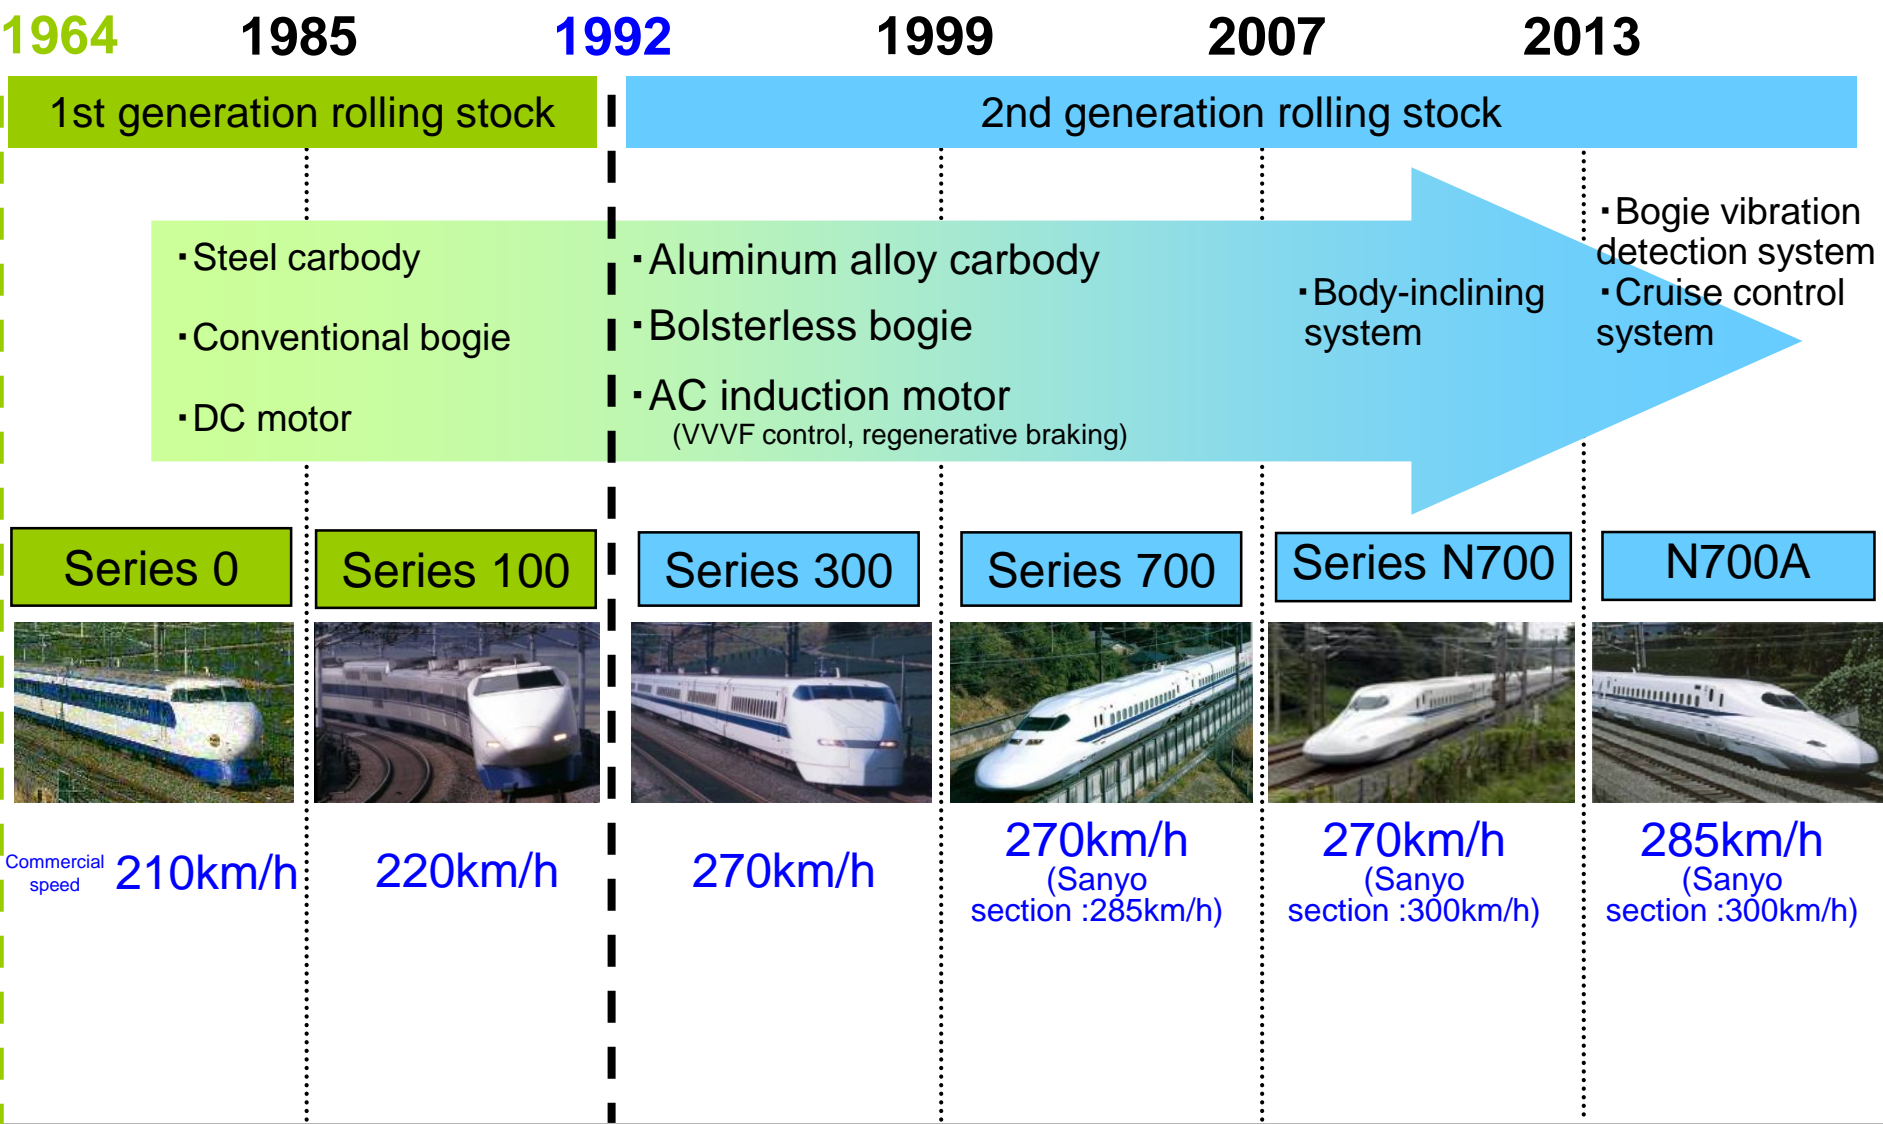 1964 1985 1992 1999 2007 2013
1st generation rolling stock
2nd generation rolling stock
・Steel carbody
・Conventional bogie
・DC motor
・Aluminum alloy carbody
・Bolsterless bogie
・AC induction motor
(VVVF control, regenerative braking)
・Body-inclining
system
・Bogie vibration
detection system
・Cruise control
system
Series 0
Series 100
Series 300
Series 700
Series N700
N700A
Commercial
speed
210km/h
220km/h
270km/h
270km/h
(Sanyo
section :285km/h)
270km/h
(Sanyo
section :300km/h)
285km/h
(Sanyo
section :300km/h)